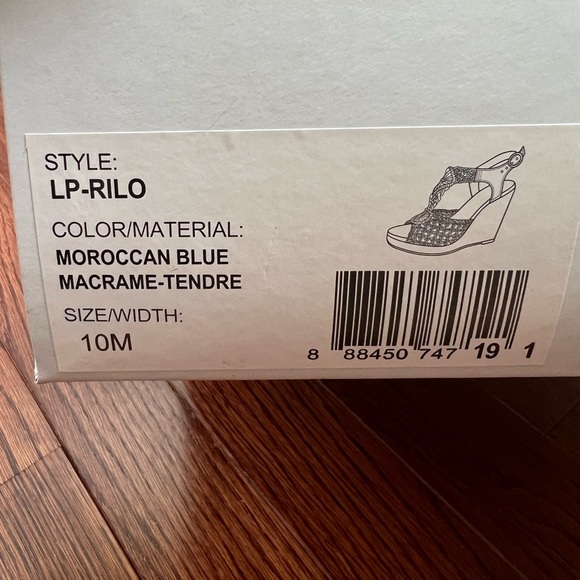 STYLE:
LP-RILO
COLOR/MATERIAL:
MOROCCAN BLUE
MACRAME-TENDRE
SIZE/WIDTH:
10M
8 88450 747 19 1